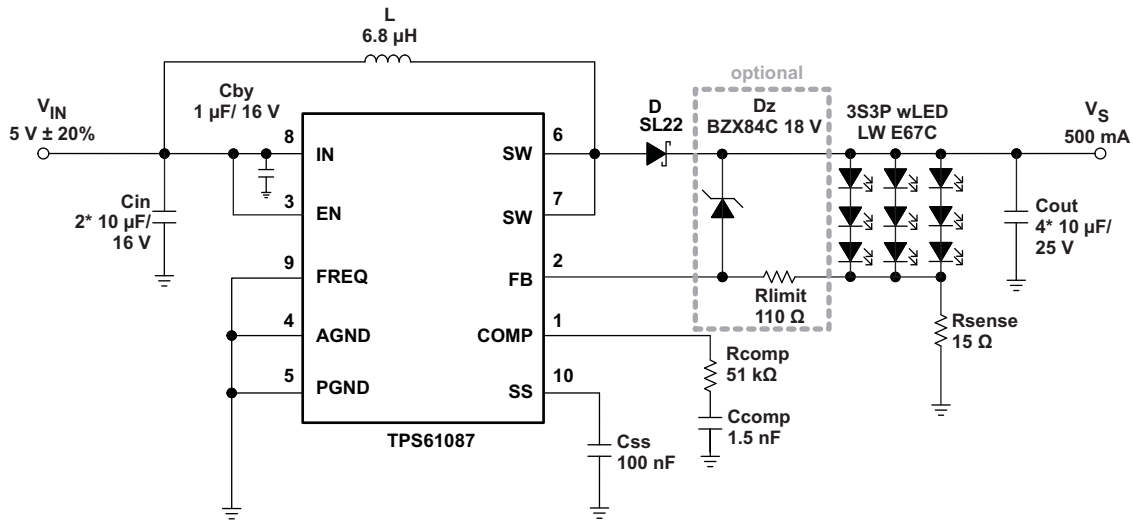 L
6.8 µH
optional
Cby
1 µF/ 16 V
VIN
5 V ± 20%
D
SL22
Dz
BZX84C 18 V
3S3P wLED
LW E67C
VS
500 mA
8
IN
6
SW
3
EN
7
SW
Cin
2* 10 µF/
16 V
Cout
4* 10 µF/
25 V
9
FREQ
2
FB
Rlimit
110 Ω
4
AGND
1
COMP
Rsense
15 Ω
Rcomp
51 kΩ
5
PGND
10
SS
Ccomp
1.5 nF
TPS61087
Css
100 nF